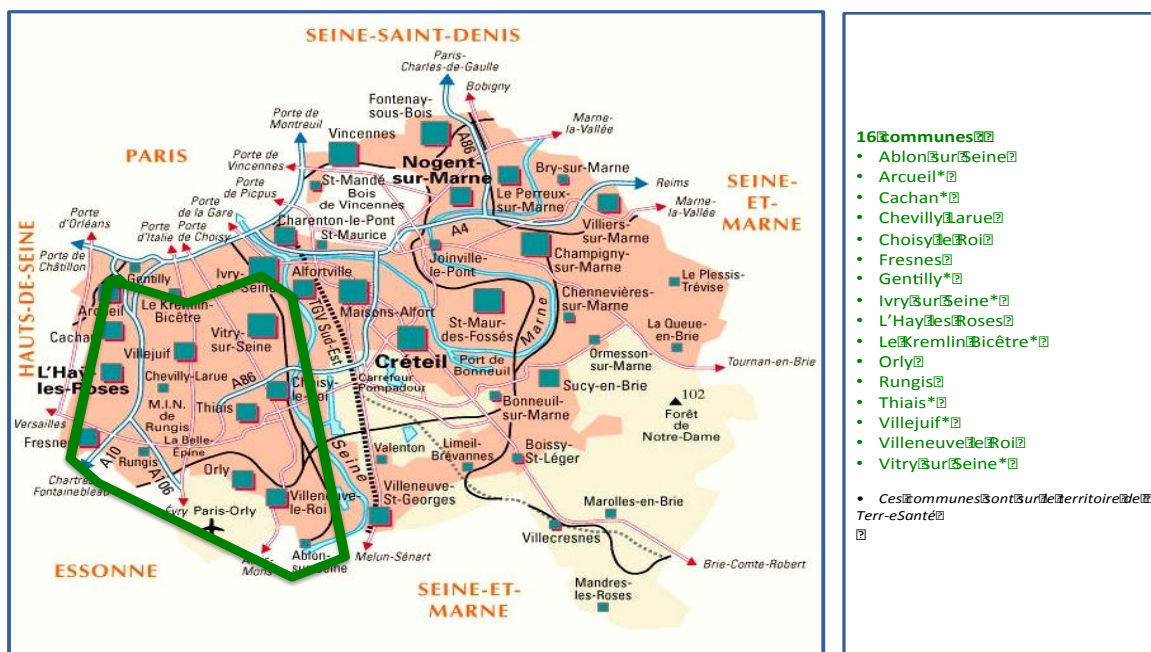 SEINE-SAINT-DENIS
Paris-
Charles-de-Gaulle
Bobigny
Fontenay-
sous-Bois
Porte de
Montreuil
Vincennes
A86
Marne-
la-Vallée
PARIS
Porte de
Vincennes
Nogent-
sur-Marne
Bry-sur-Marne
Porte
de Picpus
St-Mandé
Bois
de Vincennes
Le Perreux-
sur-Marne
Reims
SEINE-
ET-
MARNE
Marne-
la-Vallée
Porte
de la Gare
Charenton-le-Pont
St-Maurice
A4
Villiers-
sur-Marne
Porte
d'Orléans
Porte
d'Italie
Porte
de Choisy
Joinville-
le-Pont
Champigny-
sur-Marne
Porte de
Châtillon
Gentilly
Ivry-
sur-Seine
Alfortville
Le Plessis-
Trévise
HAUTS-DE-SEINE
Arcueil
Le Kremlin-
Bicêtre
Maisons-Alfort
Chennevières-
sur-Marne
Cachan
Vitry-
sur-Seine
TGV Sud-Est
St-Maur-
des-Fossés
Marne
La Queue-
en-Brie
Villejuif
Créteil
Port de
Bonneuil
Ormesson-
sur-Marne
Tournan-en-Brie
L'Hay-
les-Roses
Chevilly-Larue
A86
Choisy-
le-Roi
Carrefour
Pompadour
Sucy-en-Brie
M.I.N.
de
Rungis
Thiais
Bonneuil-
sur-Marne
102
Forêt
de
Notre-Dame
Versailles
Fresnes
La Belle-
Épine
Seine
Valenton
Limeil-
Brévannes
Boissy-
St-Léger
A10
Rungis
Orly
Chartres
Fontainebleau
A106
Villeneuve-
le-Roi
Villeneuve-
St-Georges
Marolles-en-Brie
Évry
Paris-Orly
Villecresnes
ESSONNE
Athis-
Mons
Ablon-
sur-Seine
Melun-Sénart
Brie-Comte-Robert
SEINE-ET-
MARNE
Mandres-
les-Roses
16 communes :
• Ablon sur Seine
• Arcueil*
• Cachan*
• Chevilly Larue
• Choisy le Roi
• Fresnes
• Gentilly*
• Ivry sur Seine*
• L'Hay les Roses
• Le Kremlin Bicêtre*
• Orly
• Rungis
• Thiais*
• Villejuif*
• Villeneuve le Roi
• Vitry sur Seine*
• Ces communes sont sur le territoire de
Terr-eSanté